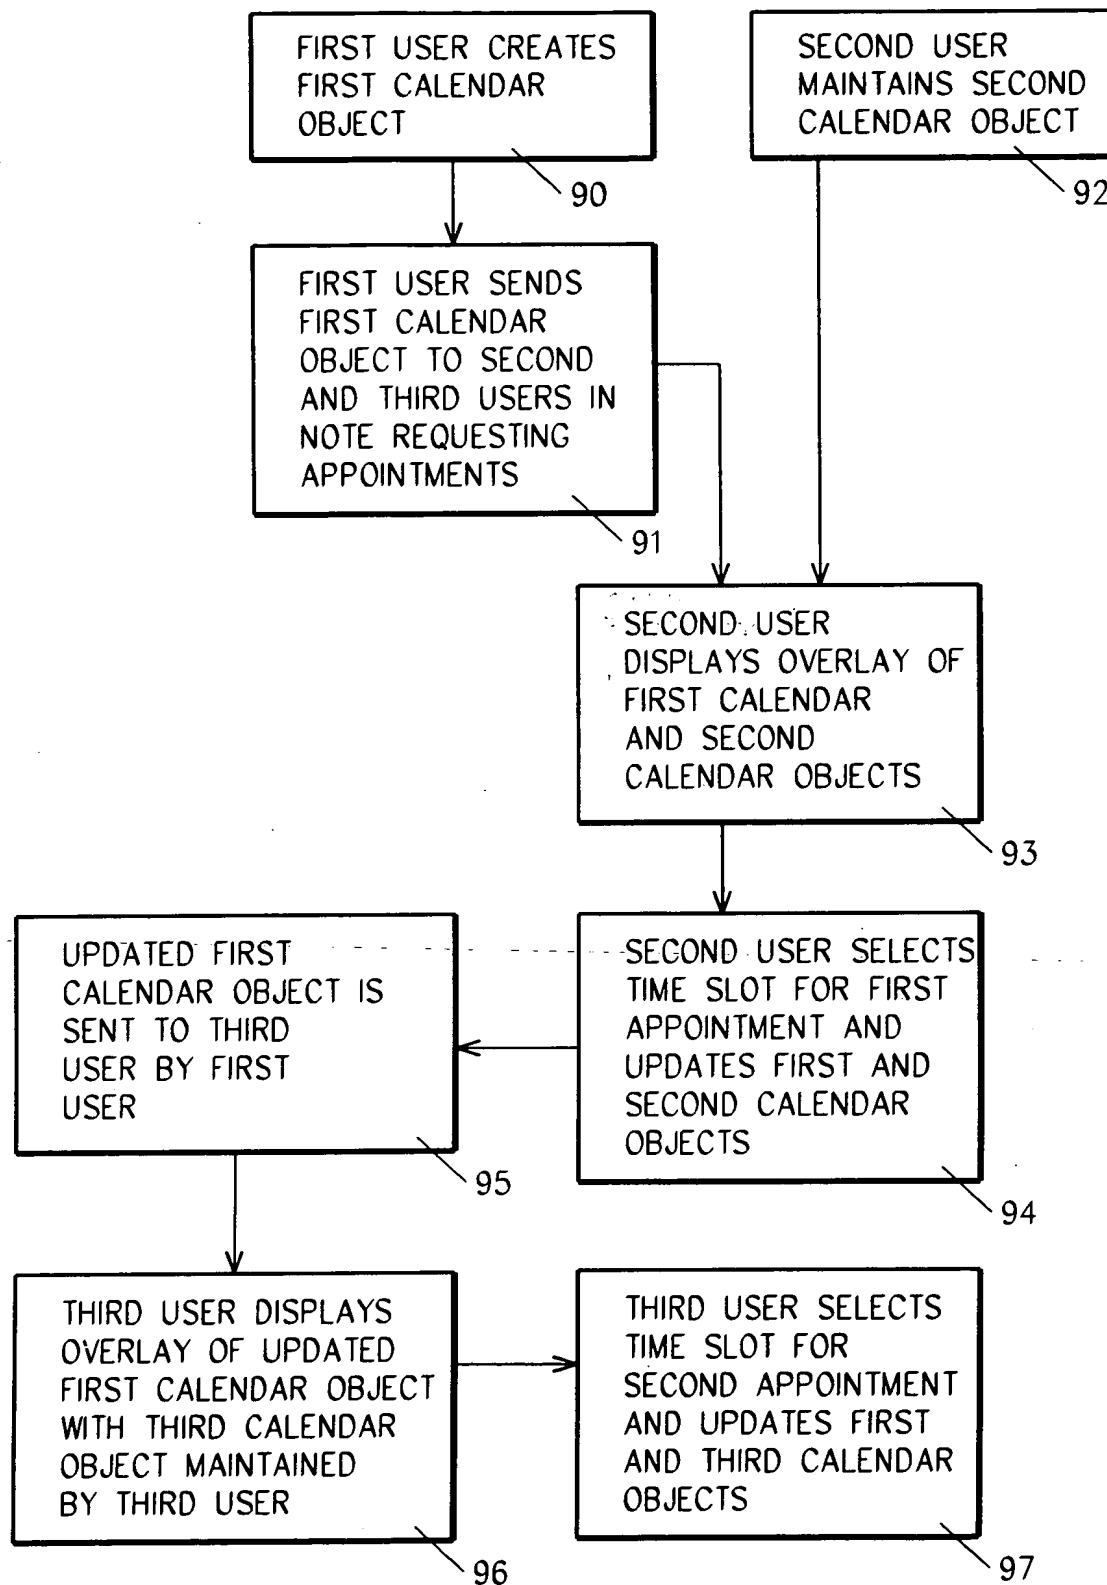 FIRST USER CREATES
FIRST CALENDAR
OBJECT
90
SECOND USER
MAINTAINS SECOND
CALENDAR OBJECT
92
FIRST USER SENDS
FIRST CALENDAR
OBJECT TO SECOND
AND THIRD USERS IN
NOTE REQUESTING
APPOINTMENTS
91
SECOND USER
DISPLAYS OVERLAY OF
FIRST CALENDAR
AND SECOND
CALENDAR OBJECTS
93
SECOND USER SELECTS
TIME SLOT FOR FIRST
APPOINTMENT AND
UPDATES FIRST AND
SECOND CALENDAR
OBJECTS
94
UPDATED FIRST
CALENDAR OBJECT IS
SENT TO THIRD
USER BY FIRST
USER
95
THIRD USER DISPLAYS
OVERLAY OF UPDATED
FIRST CALENDAR OBJECT
WITH THIRD CALENDAR
OBJECT MAINTAINED
BY THIRD USER
96
THIRD USER SELECTS
TIME SLOT FOR
SECOND APPOINTMENT
AND UPDATES FIRST
AND THIRD CALENDAR
OBJECTS
97